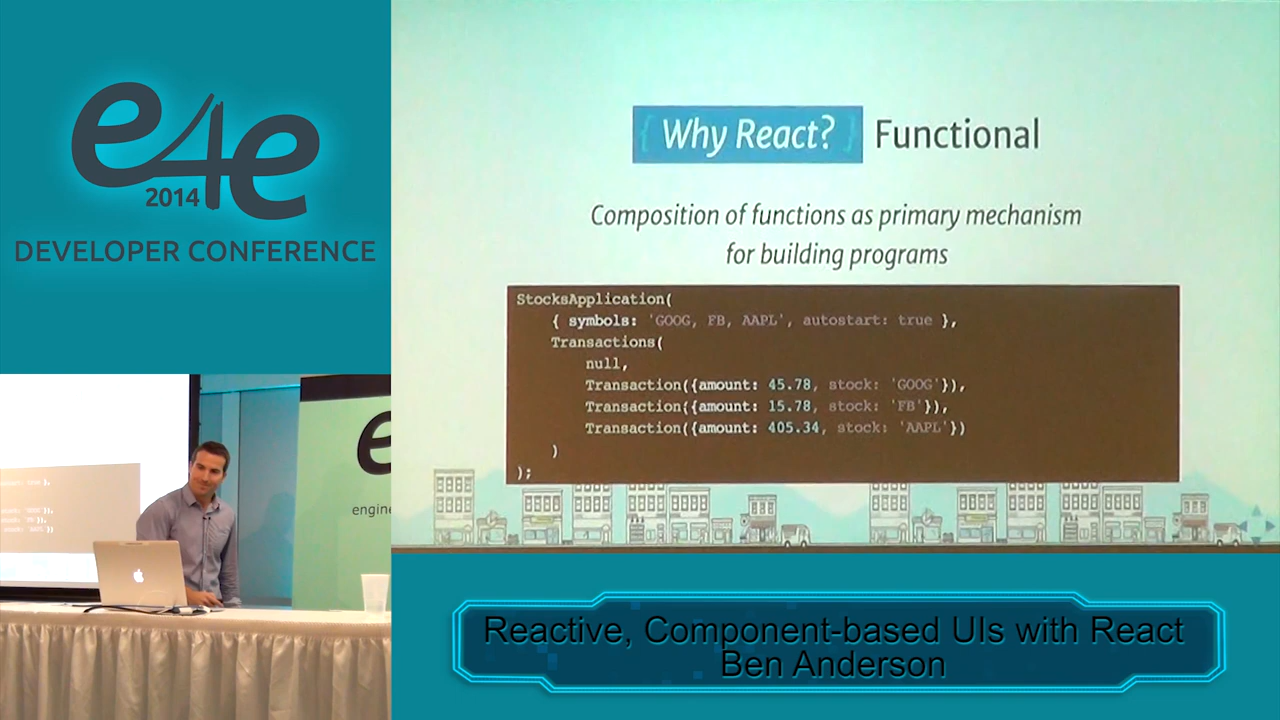 e4e
2014
DEVELOPER CONFERENCE
{ Why React? } Functional
Composition of functions as primary mechanism
for building programs
StocksApplication(
{ symbols: 'GOOG, FB, AAPL', autostart: true },
Transactions(
null,
Transaction({amount: 45.78, stock: 'GOOG'}),
Transaction({amount: 15.78, stock: 'FB'}),
Transaction({amount: 405.34, stock: 'AAPL'})
)
);
e
engine
Reactive, Component-based UIs with React
Ben Anderson